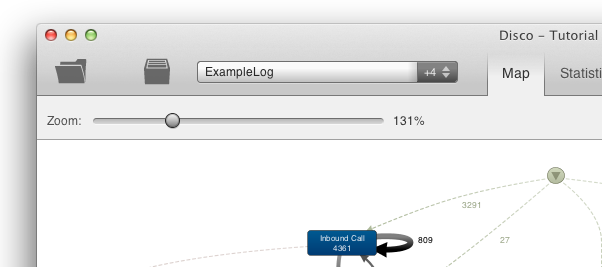 Disco – Tutorial
ExampleLog
+4
Map
Statisti
Zoom:
131%
3291
Inbound Call
4361
809
27